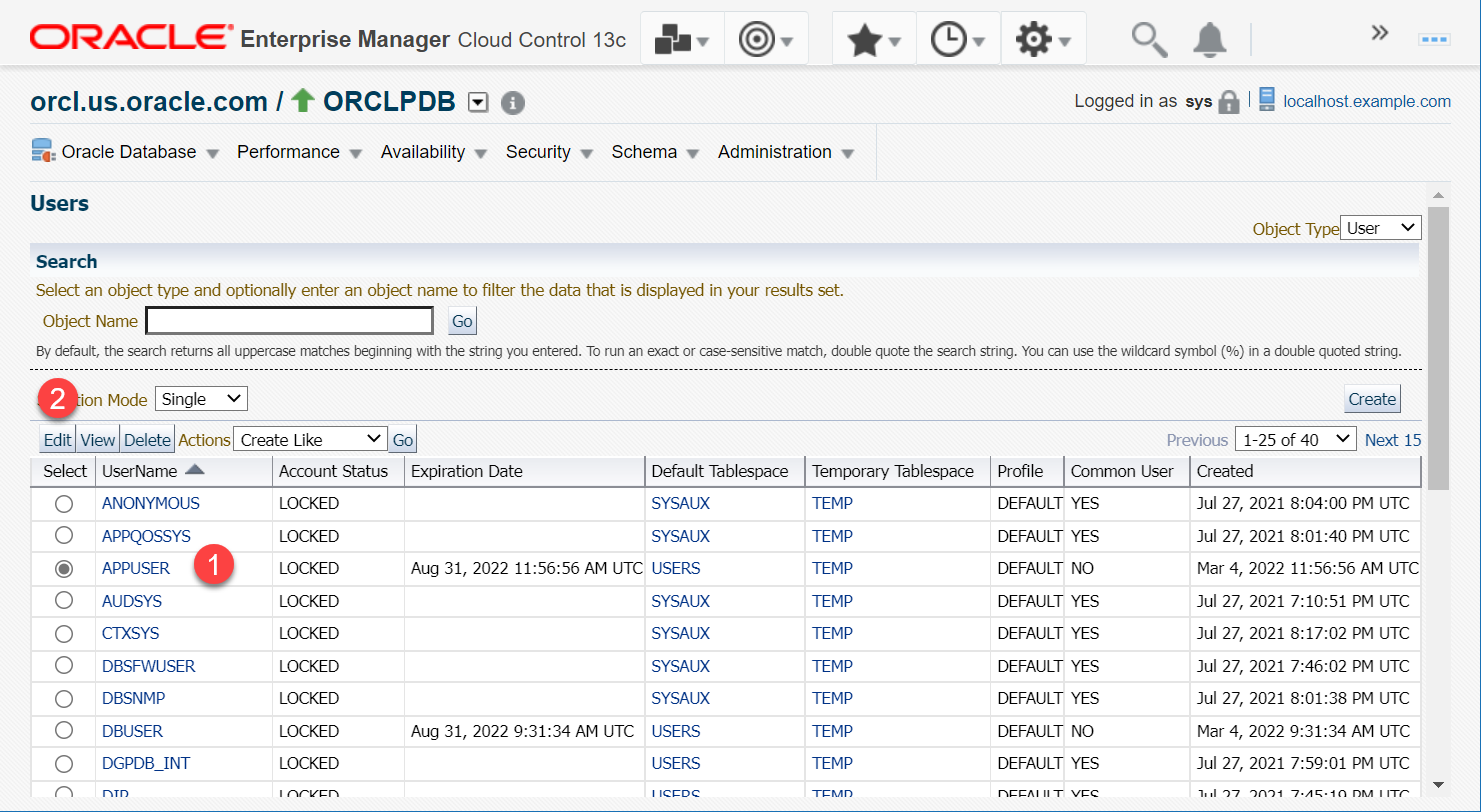 ORACLE Enterprise Manager Cloud Control 13c
orcl.us.oracle.com / ORCLPDB Logged in as sys localhost.example.com
Oracle Database Performance Availability Security Schema Administration
Users
Object Type User
Search
Select an object type and optionally enter an object name to filter the data that is displayed in your results set.
Object Name Go
By default, the search returns all uppercase matches beginning with the string you entered. To run an exact or case-sensitive match, double quote the search string. You can use the wildcard symbol (%) in a double quoted string.
2 tion Mode Single Create
Edit View Delete Actions Create Like Go Previous 1-25 of 40 Next 15
Select UserName Account Status Expiration Date Default Tablespace Temporary Tablespace Profile Common User Created
ANONYMOUS LOCKED SYSAUX TEMP DEFAULT YES Jul 27, 2021 8:04:00 PM UTC
APPQOSSYS LOCKED SYSAUX TEMP DEFAULT YES Jul 27, 2021 8:01:40 PM UTC
APPUSER 1 LOCKED Aug 31, 2022 11:56:56 AM UTC USERS TEMP DEFAULT NO Mar 4, 2022 11:56:56 AM UTC
AUDSYS LOCKED SYSAUX TEMP DEFAULT YES Jul 27, 2021 7:10:51 PM UTC
CTXSYS LOCKED SYSAUX TEMP DEFAULT YES Jul 27, 2021 8:17:02 PM UTC
DBSFWUSER LOCKED SYSAUX TEMP DEFAULT YES Jul 27, 2021 7:46:02 PM UTC
DBSNMP LOCKED SYSAUX TEMP DEFAULT YES Jul 27, 2021 8:01:38 PM UTC
DBUSER LOCKED Aug 31, 2022 9:31:34 AM UTC USERS TEMP DEFAULT NO Mar 4, 2022 9:31:34 AM UTC
DGPDB_INT LOCKED USERS TEMP DEFAULT YES Jul 27, 2021 7:59:01 PM UTC
DIP LOCKED USERS TEMP DEFAULT YES Jul 27, 2021 7:45:19 PM UTC